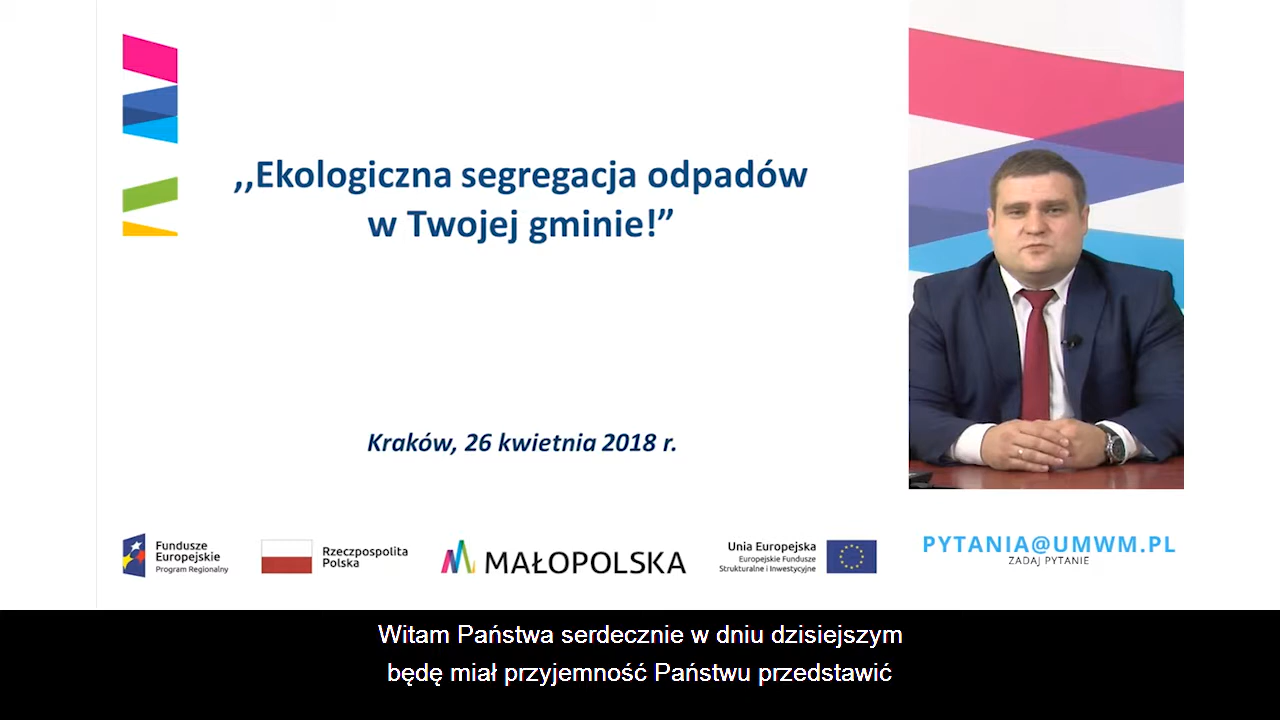 ,,Ekologiczna segregacja odpadów
w Twojej gminie!”
Kraków, 26 kwietnia 2018 r.
Fundusze
Europejskie
Program Regionalny
Rzeczpospolita
Polska
MAŁOPOLSKA
Unia Europejska
Europejskie Fundusze
Strukturalne i Inwestycyjne
PYTANIA@UMWM.PL
ZADAJ PYTANIE
Witam Państwa serdecznie w dniu dzisiejszym
będę miał przyjemność Państwu przedstawić